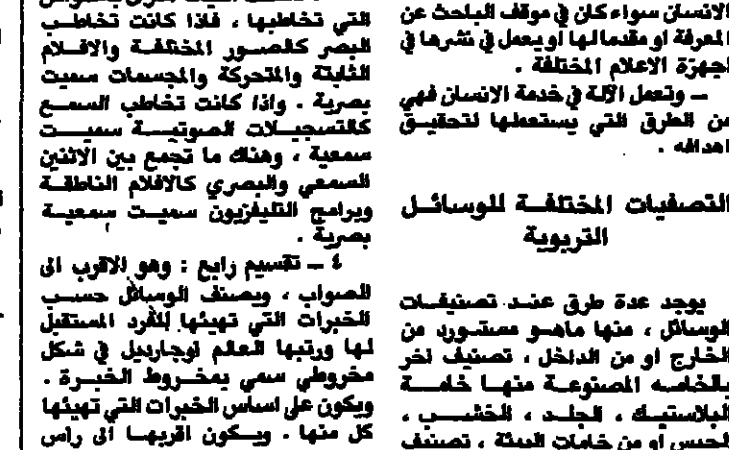 الانسان سواء كان في موقف الباحث عن
المعرفة او مقدما لها او يعمل في نشرها في
اجهزة الاعلام المختلفة .
ـ وتعمل الآلة في خدمة الانسان فهي
من الطرق التي يستعملها لتحقيق
اهدافه .
التصفيات المختلفة للوسائل
التربوية
يوجد عدة طرق عند تصنيفات
الوسائل ، منها ماهو مستورد من
الخارج او من الداخل ، تصنيف اخر
بالخامه المصنوعة منها خامة
البلاستيك ، الجلد ، الخشب ،
الجبس او من خامات البيئة ، تصنيف
التي تخاطبها ، فاذا كانت تخاطب
البصر كالصور المختلفة والافلام
الثابتة والمتحركة والمجسمات سميت
بصرية . واذا كانت تخاطب السمع
كالتسجيلات الصوتية سميت
سمعية ، وهناك ما تجمع بين الاثنين
السمعي والبصري كالافلام الناطقة
وبرامج التليفزيون سميت سمعية
بصرية .
٤ ـ تقسيم رابع : وهو الاقرب الى
الصواب ، ويصنف الوسائل حسب
الخبرات التي تهيئها للفرد المستقبل
لها ورتبها العالم اوجارديل في شكل
مخروطي سمي بمخروط الخبرة .
ويكون على اساس الخبرات التي تهيئها
كل منها . ويكون اقربها الى راس